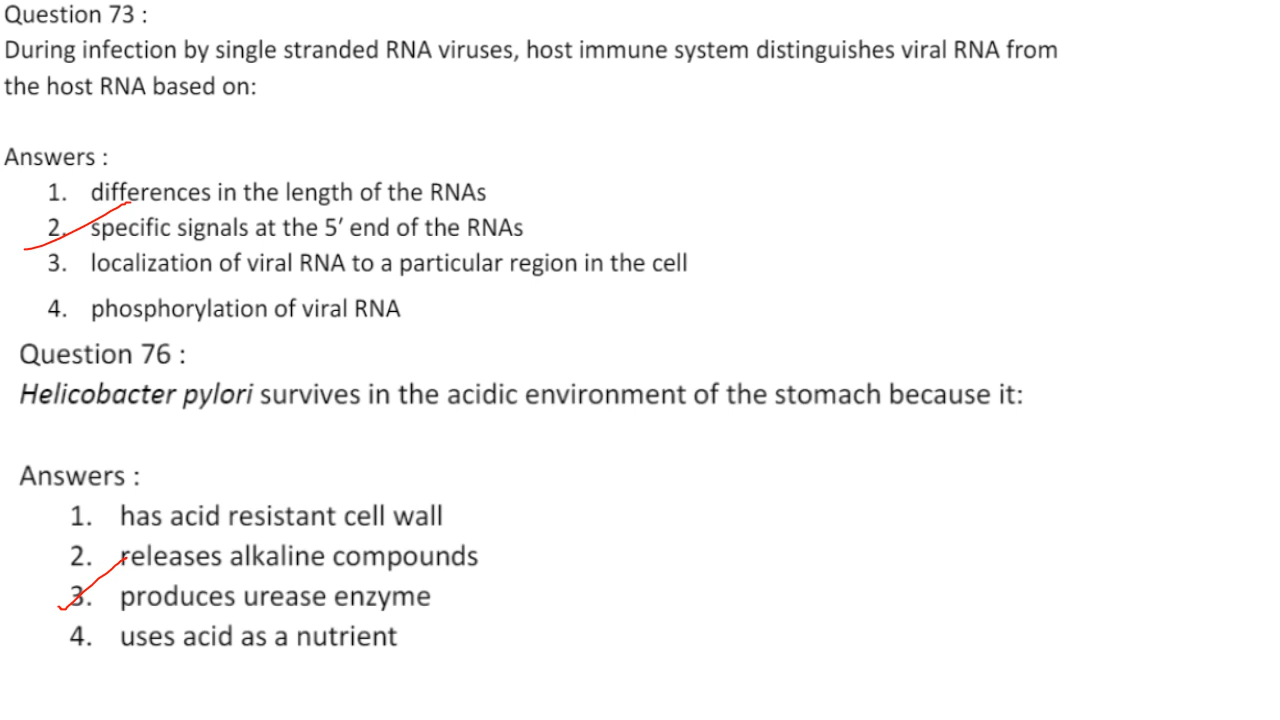 Question 73 :
During infection by single stranded RNA viruses, host immune system distinguishes viral RNA from
the host RNA based on:
Answers :
1. differences in the length of the RNAs
2. specific signals at the 5′ end of the RNAs
3. localization of viral RNA to a particular region in the cell
4. phosphorylation of viral RNA
Question 76 :
Helicobacter pylori survives in the acidic environment of the stomach because it:
Answers :
1. has acid resistant cell wall
2. releases alkaline compounds
3. produces urease enzyme
4. uses acid as a nutrient